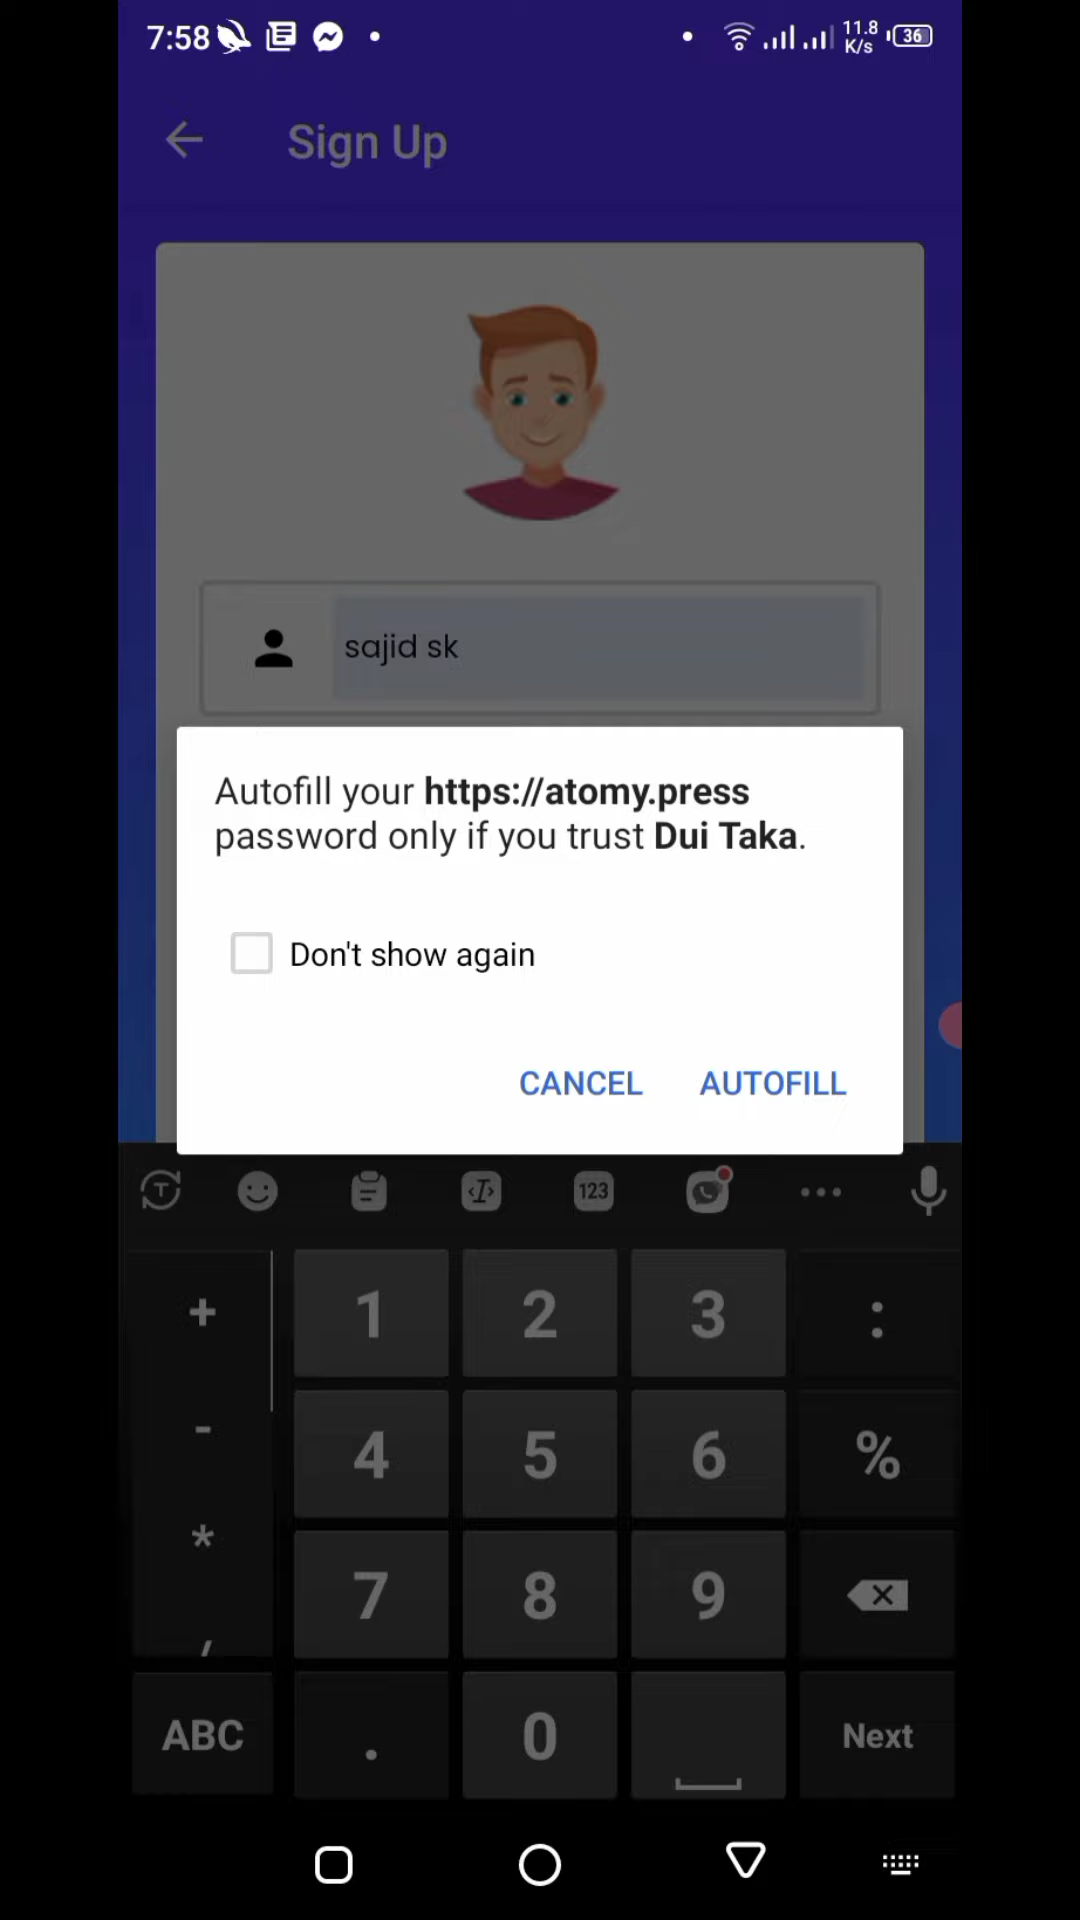 7:58
11.8
K/s
36
Sign Up
sajid sk
Autofill your https://atomy.press
password only if you trust Dui Taka.
Don't show again
CANCEL AUTOFILL
T
I
123
+ 1 2 3 :
- 4 5 6 %
* 7 8 9
/
ABC . 0 Next